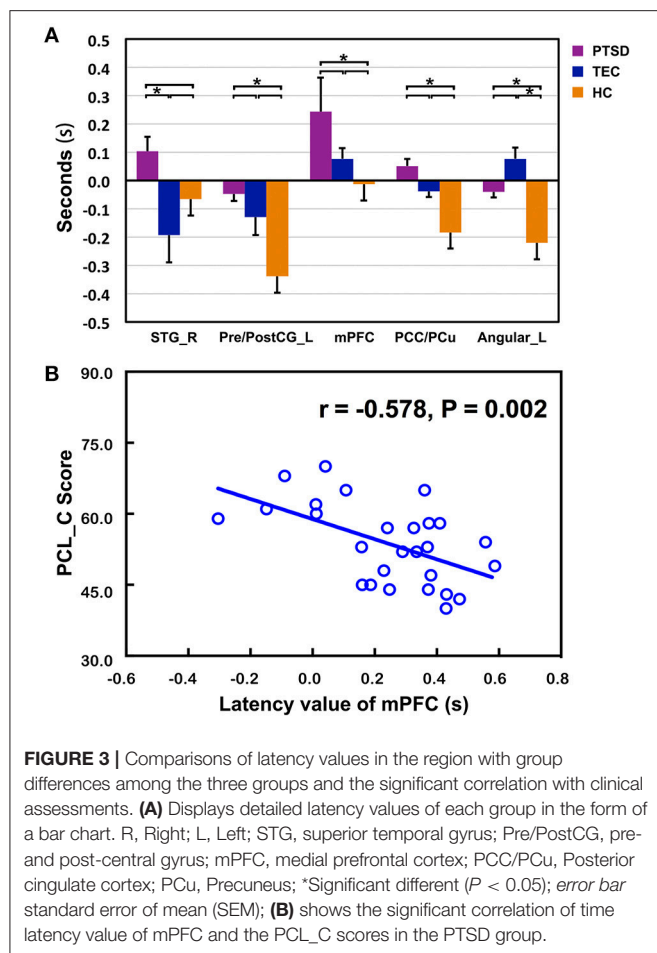 A
0.5
0.4
0.3
0.2
0.1
0.0
-0.1
-0.2
-0.3
-0.4
-0.5
Seconds (s)
* * * * * *
PTSD
TEC
HC
STG_R Pre/PostCG_L mPFC PCC/PCu Angular_L
B
90.0
75.0
60.0
45.0
30.0
PCL_C Score
r = -0.578, P = 0.002
-0.6 -0.4 -0.2 0.0 0.2 0.4 0.6 0.8
Latency value of mPFC (s)
FIGURE 3 | Comparisons of latency values in the region with group
differences among the three groups and the significant correlation with clinical
assessments. (A) Displays detailed latency values of each group in the form of
a bar chart. R, Right; L, Left; STG, superior temporal gyrus; Pre/PostCG, pre-
and post-central gyrus; mPFC, medial prefrontal cortex; PCC/PCu, Posterior
cingulate cortex; PCu, Precuneus; *Significant different (P < 0.05); error bar
standard error of mean (SEM); (B) shows the significant correlation of time
latency value of mPFC and the PCL_C scores in the PTSD group.